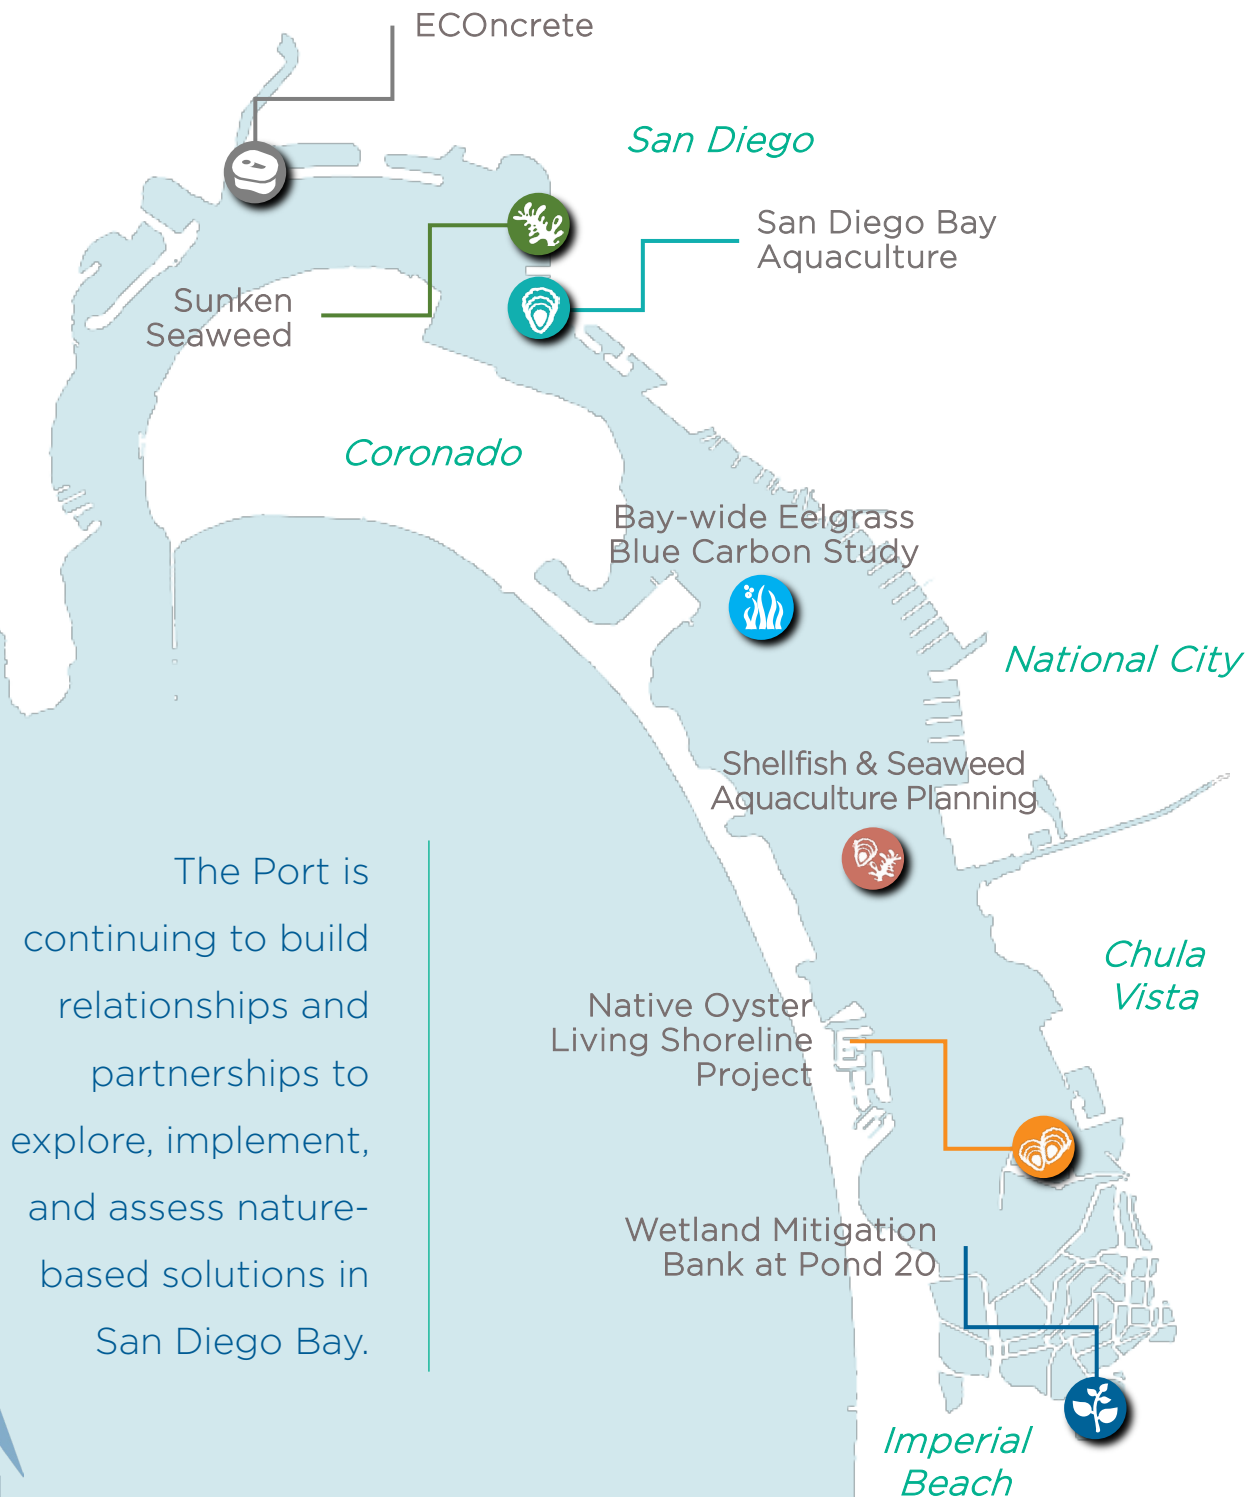 ECOncrete
San Diego
San Diego Bay
Aquaculture
Sunken
Seaweed
Coronado
Bay-wide Eelgrass
Blue Carbon Study
National City
Shellfish & Seaweed
Aquaculture Planning
The Port is
continuing to build
relationships and
partnerships to
explore, implement,
and assess nature-
based solutions in
San Diego Bay.
Chula
Vista
Native Oyster
Living Shoreline
Project
Wetland Mitigation
Bank at Pond 20
Imperial
Beach